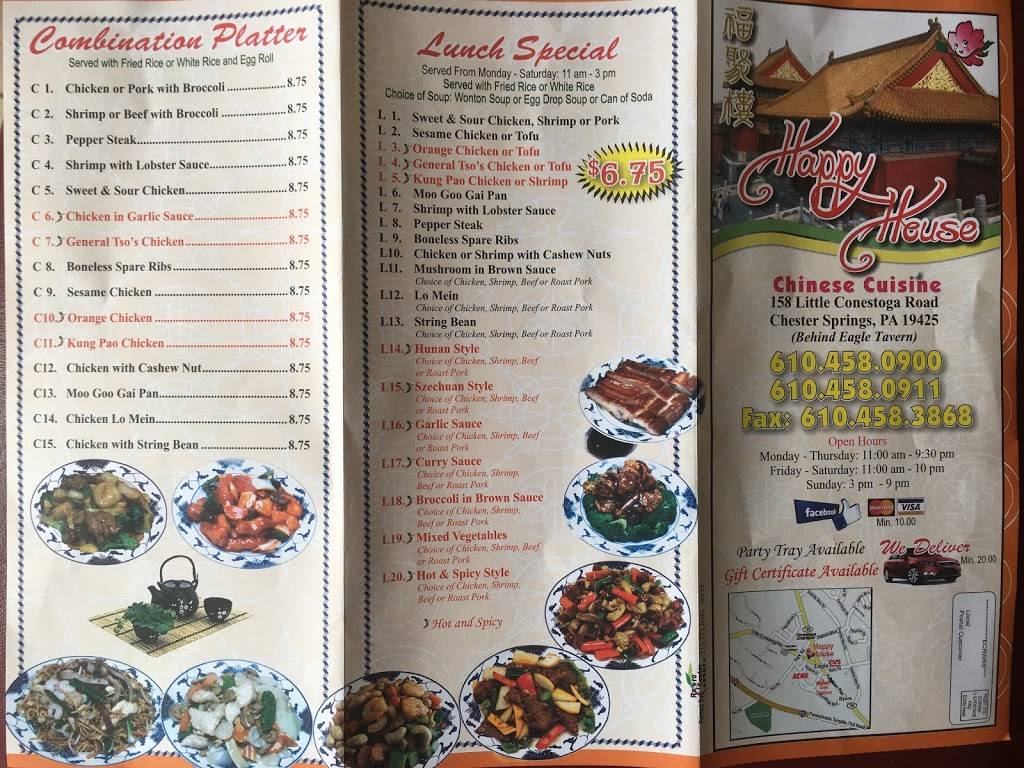 Combination Platter
Served with Fried Rice or White Rice and Egg Roll
C 1. Chicken or Pork with Broccoli ................... 8.75
C 2. Shrimp or Beef with Broccoli ..................... 8.75
C 3. Pepper Steak............................................. 8.75
C 4. Shrimp with Lobster Sauce....................... 8.75
C 5. Sweet & Sour Chicken.............................. 8.75
C 6. Chicken in Garlic Sauce............................ 8.75
C 7. General Tso's Chicken............................... 8.75
C 8. Boneless Spare Ribs................................... 8.75
C 9. Sesame Chicken ........................................ 8.75
C10. Orange Chicken ........................................ 8.75
C11. Kung Pao Chicken .................................... 8.75
C12. Chicken with Cashew Nut......................... 8.75
C13. Moo Goo Gai Pan...................................... 8.75
C14. Chicken Lo Mein....................................... 8.75
C15. Chicken with String Bean ......................... 8.75
Lunch Special
Served From Monday - Saturday: 11 am - 3 pm
Served with Fried Rice or White Rice
Choice of Soup: Wonton Soup or Egg Drop Soup or Can of Soda
L 1. Sweet & Sour Chicken, Shrimp or Pork
L 2. Sesame Chicken or Tofu
L 3. Orange Chicken or Tofu
L 4. General Tso's Chicken or Tofu
L 5. Kung Pao Chicken or Shrimp
$6.75
L 6. Moo Goo Gai Pan
L 7. Shrimp with Lobster Sauce
L 8. Pepper Steak
L 9. Boneless Spare Ribs
L10. Chicken or Shrimp with Cashew Nuts
L11. Mushroom in Brown Sauce
Choice of Chicken, Shrimp, Beef or Roast Pork
L12. Lo Mein
Choice of Chicken, Shrimp, Beef or Roast Pork
L13. String Bean
Choice of Chicken, Shrimp, Beef or Roast Pork
L14. Hunan Style
Choice of Chicken, Shrimp, Beef
or Roast Pork
L15. Szechuan Style
Choice of Chicken, Shrimp, Beef
or Roast Pork
L16. Garlic Sauce
Choice of Chicken, Shrimp, Beef
or Roast Pork
L17. Curry Sauce
Choice of Chicken, Shrimp,
Beef or Roast Pork
L18. Broccoli in Brown Sauce
Choice of Chicken, Shrimp,
Beef or Roast Pork
L19. Mixed Vegetables
Choice of Chicken, Shrimp, Beef
or Roast Pork
L20. Hot & Spicy Style
Choice of Chicken, Shrimp,
Beef or Roast Pork
Hot and Spicy
福聚樓
Happy
House
Chinese Cuisine
158 Little Conestoga Road
Chester Springs, PA 19425
(Behind Eagle Tavern)
610.458.0900
610.458.0911
Fax: 610.458.3868
Open Hours
Monday - Thursday: 11:00 am - 9:30 pm
Friday - Saturday: 11:00 am - 10 pm
Sunday: 3 pm - 9 pm
facebook
MasterCard VISA
Min. 10.00
Party Tray Available
We Deliver
Min. 20.00
Gift Certificate Available
Happy
House
Eagle
CVS
ACME
Local
Postal Customer